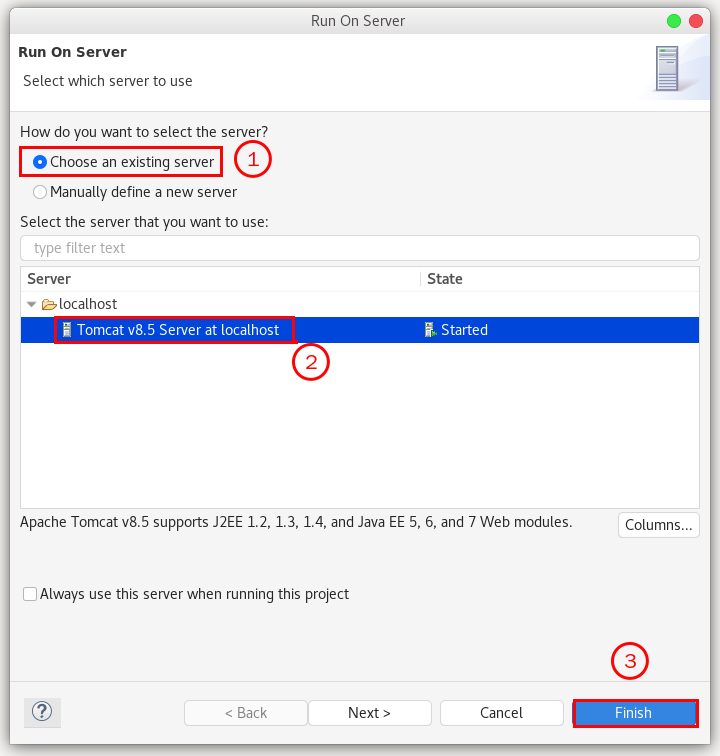 Run On Server
Run On Server
Select which server to use
How do you want to select the server?
Choose an existing server 1
Manually define a new server
Select the server that you want to use:
type filter text
Server State
localhost
Tomcat v8.5 Server at localhost Started
2
Apache Tomcat v8.5 supports J2EE 1.2, 1.3, 1.4, and Java EE 5, 6, and 7 Web modules.
Columns...
Always use this server when running this project
3
? < Back Next > Cancel Finish